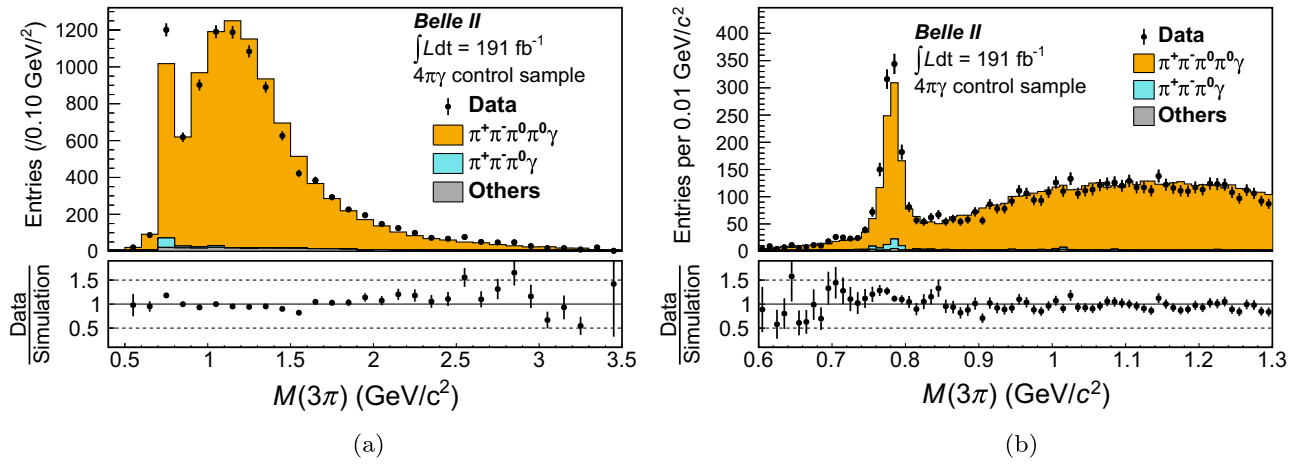 Entries (/0.10 GeV/²)
1200
1000
800
600
400
200
0
Belle II
∫Ldt = 191 fb⁻¹
4πγ control sample
Data
π⁺π⁻π⁰π⁰γ
π⁺π⁻π⁰γ
Others
Data
Simulation
1.5
1
0.5
0.5 1 1.5 2 2.5 3 3.5
M(3π) (GeV/c²)
(a)
Entries per 0.01 GeV/c²
400
350
300
250
200
150
100
50
0
Belle II
∫Ldt = 191 fb⁻¹
4πγ control sample
Data
π⁺π⁻π⁰π⁰γ
π⁺π⁻π⁰γ
Others
Data
Simulation
1.5
1
0.5
0.6 0.7 0.8 0.9 1 1.1 1.2 1.3
M(3π) (GeV/c²)
(b)